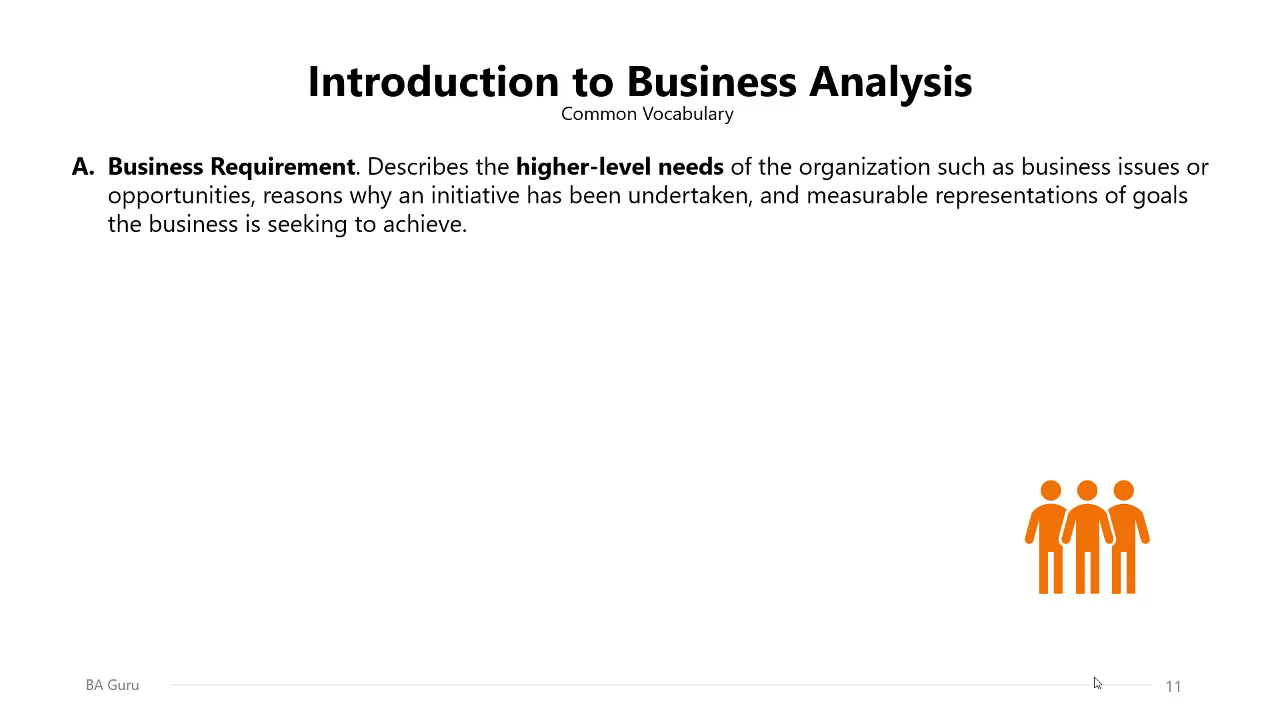 Introduction to Business Analysis
Common Vocabulary
A. Business Requirement. Describes the higher-level needs of the organization such as business issues or
opportunities, reasons why an initiative has been undertaken, and measurable representations of goals
the business is seeking to achieve.
BA Guru
11